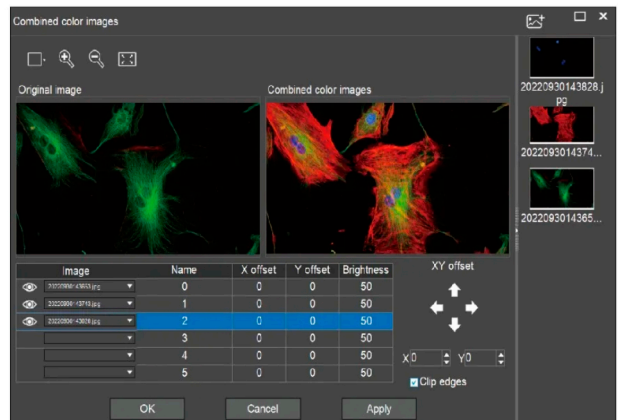 Combined color images
Original image
Combined color images
20220930143828.j
pg
2022093014374...
2022093014365...
Image Name X offset Y offset Brightness
0 0 0 50
1 0 0 50
2 0 0 50
3 0 0 50
4 0 0 50
5 0 0 50
XY offset
X 0 Y 0
Clip edges
OK Cancel Apply